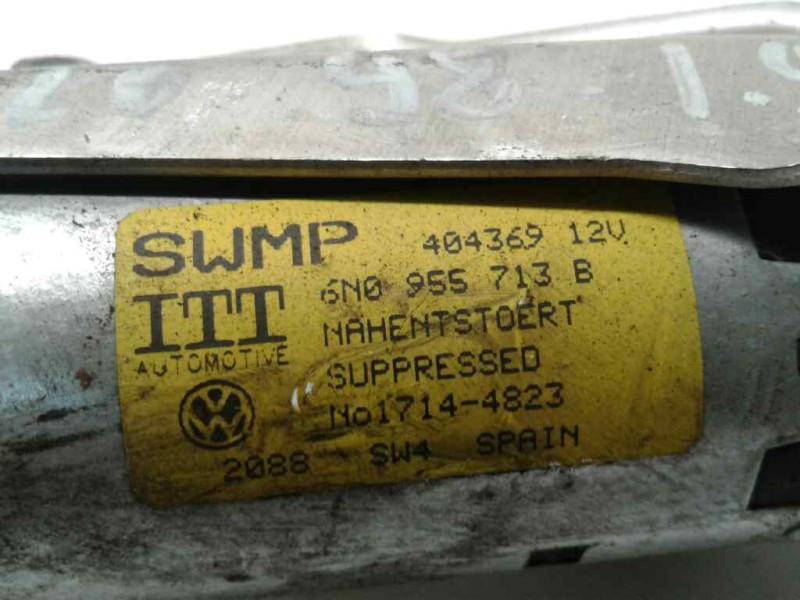 SWMP 404369 12V
ITT 6N0 955 713 B
AUTOMOTIVE NAHENTSTOERT
SUPPRESSED
No1714-4823
2088 SW4 SPAIN